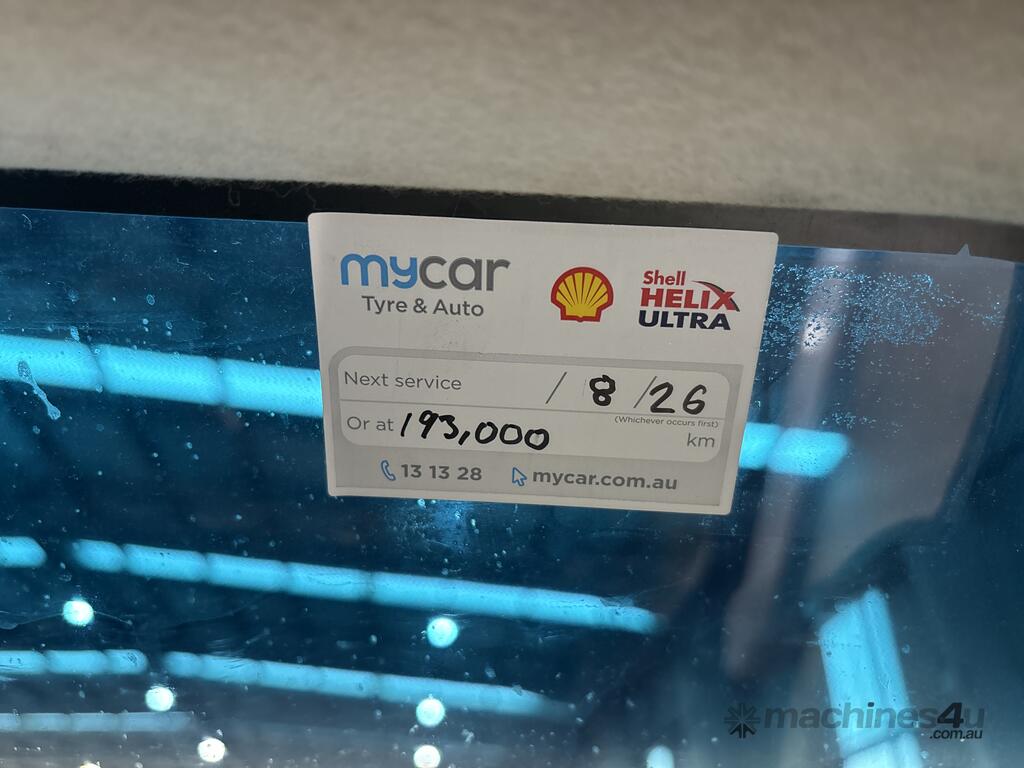 mycar
Tyre & Auto
Shell
HELIX
ULTRA
Next service / 8 /26
(Whichever occurs first)
Or at 193,000 km
13 13 28 mycar.com.au
machines4u
.com.au